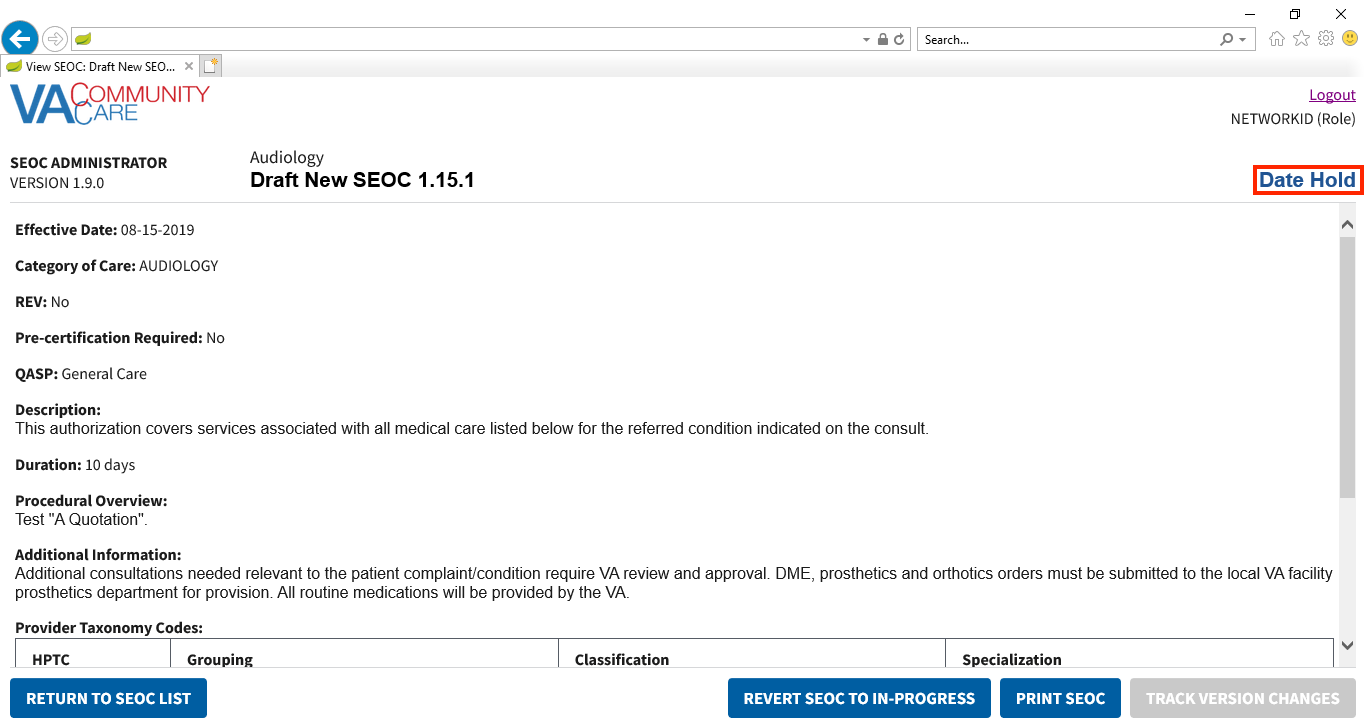 Search...
View SEOC: Draft New SEO...
VA COMMUNITY CARE
Logout
NETWORKID (Role)
SEOC ADMINISTRATOR
VERSION 1.9.0
Audiology
Draft New SEOC 1.15.1
Date Hold
Effective Date: 08-15-2019
Category of Care: AUDIOLOGY
REV: No
Pre-certification Required: No
QASP: General Care
Description:
This authorization covers services associated with all medical care listed below for the referred condition indicated on the consult.
Duration: 10 days
Procedural Overview:
Test "A Quotation".
Additional Information:
Additional consultations needed relevant to the patient complaint/condition require VA review and approval. DME, prosthetics and orthotics orders must be submitted to the local VA facility
prosthetics department for provision. All routine medications will be provided by the VA.
Provider Taxonomy Codes:
HPTC Grouping Classification Specialization
RETURN TO SEOC LIST REVERT SEOC TO IN-PROGRESS PRINT SEOC TRACK VERSION CHANGES